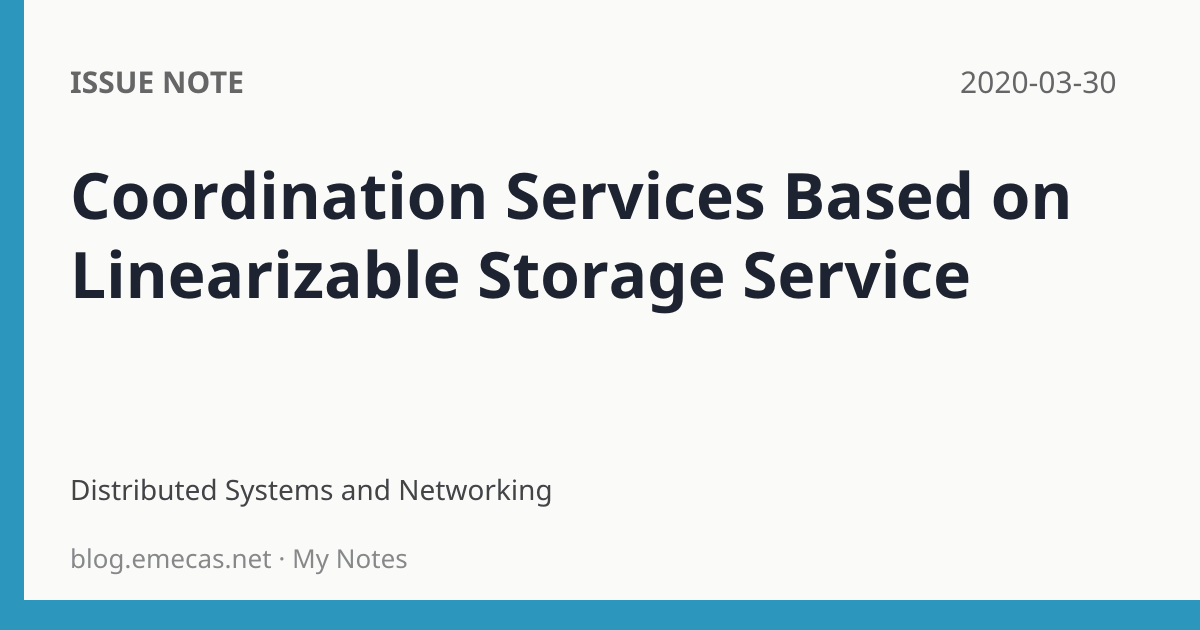 ISSUE NOTE
2020-03-30
Coordination Services Based on
Linearizable Storage Service
Distributed Systems and Networking
blog.emecas.net · My Notes